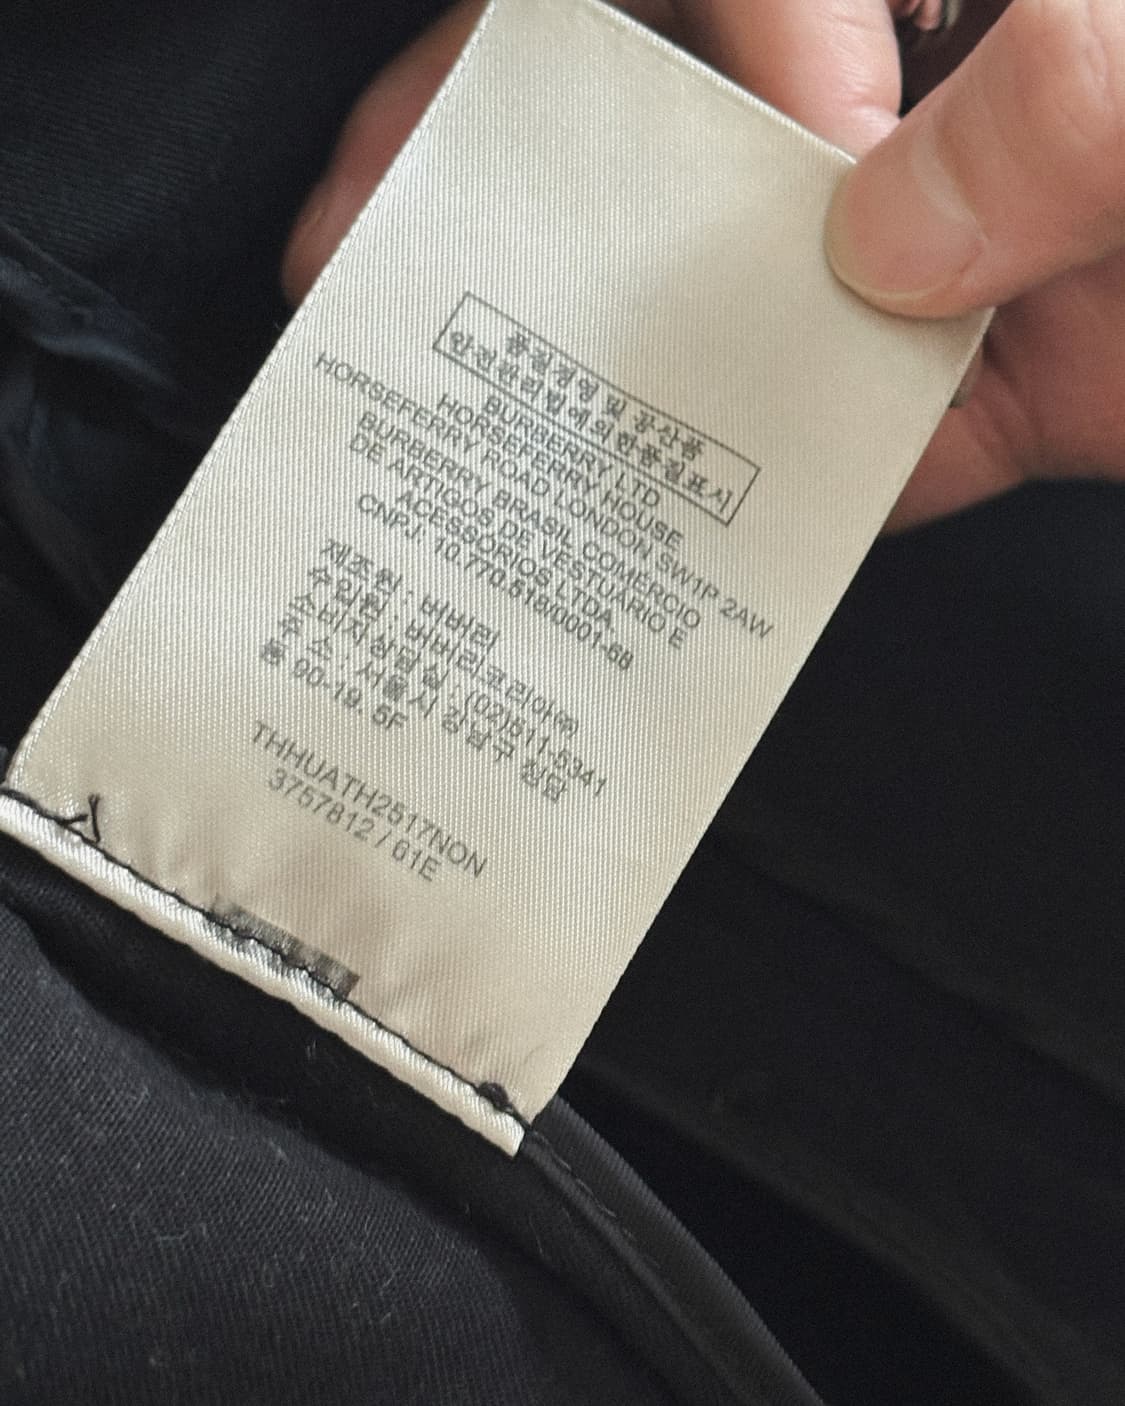 품질경영 및 공산품
안전관리법에의한품질표시
BURBERRY LTD
HORSEFERRY HOUSE
HORSEFERRY ROAD LONDON SW1P 2AW
BURBERRY BRASIL COMERCIO
DE ARTIGOS DE VESTUÁRIO E
ACESSORIOS LTDA
CNPJ: 10.770.518/0001-68
제조원 : 버버리
수입원 : 버버리코리아㈜
소비자상담실 : (02)511-5341
주 소 : 서울시 강남구 청담
동 90-19, 5F
THHUATH2517NON
3757812 / 61E